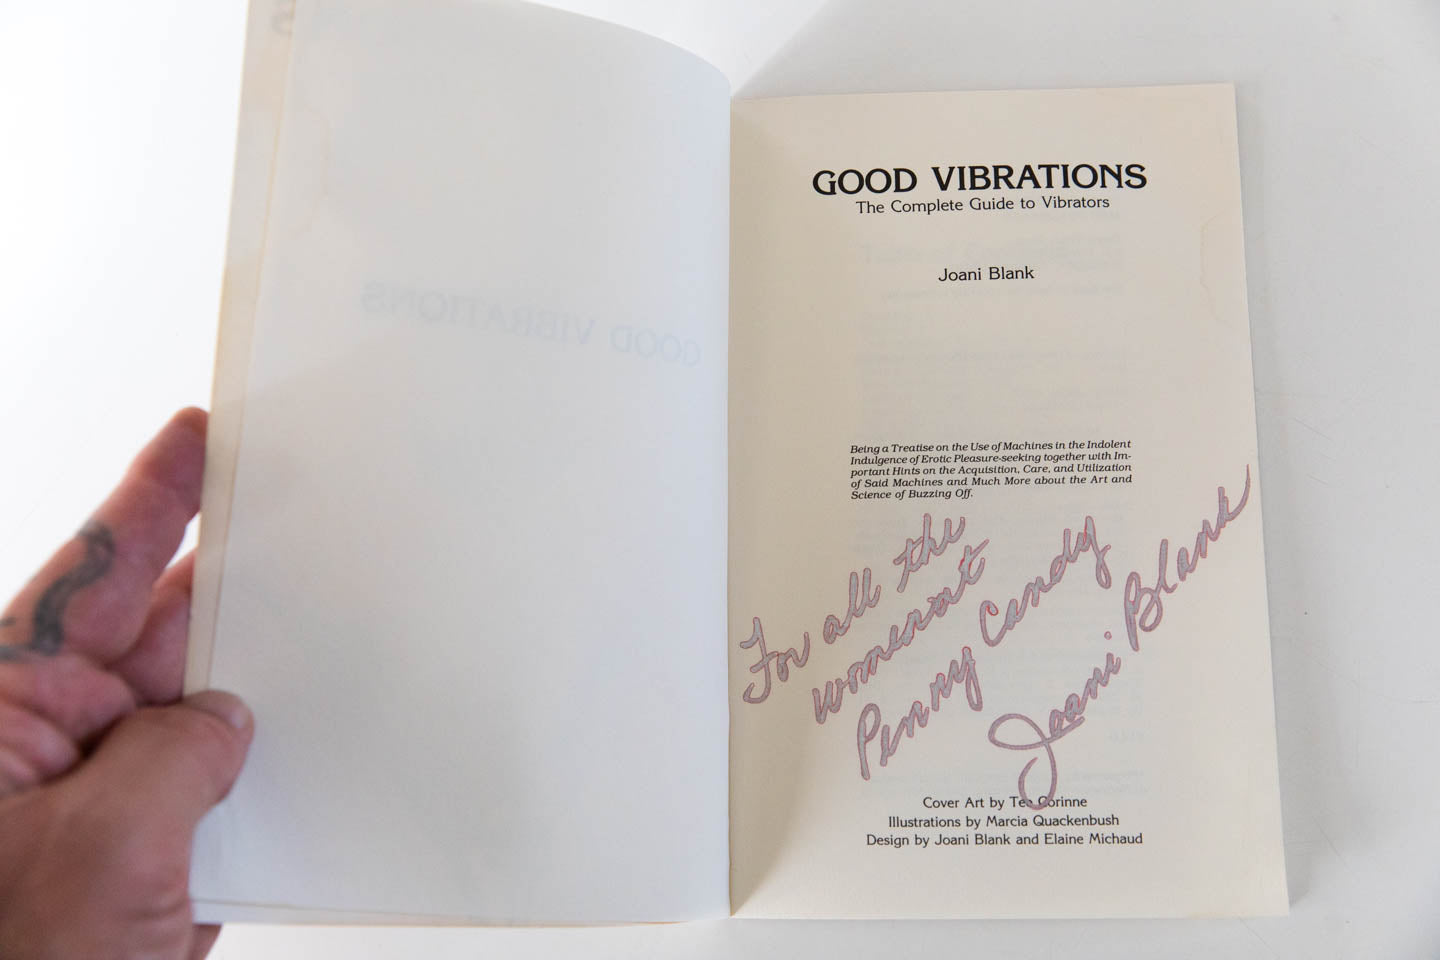 GOOD VIBRATIONS
GOOD VIBRATIONS
The Complete Guide to Vibrators
Joani Blank
Being a Treatise on the Use of Machines in the Indolent
Indulgence of Erotic Pleasure-seeking together with Im-
portant Hints on the Acquisition, Care, and Utilization
of Said Machines and Much More about the Art and
Science of Buzzing Off.
For all the
women at
Penny Candy
Joani Blank
Cover Art by Tee Corinne
Illustrations by Marcia Quackenbush
Design by Joani Blank and Elaine Michaud